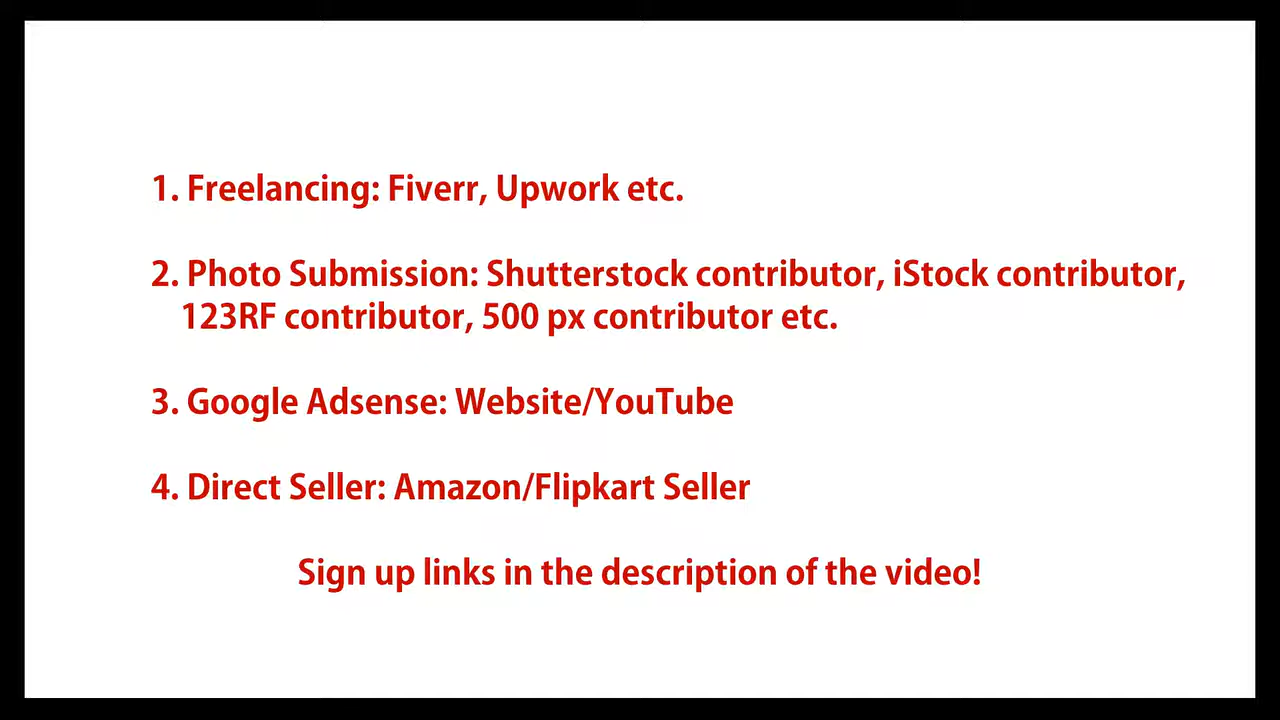 1. Freelancing: Fiverr, Upwork etc.
2. Photo Submission: Shutterstock contributor, iStock contributor,
123RF contributor, 500 px contributor etc.
3. Google Adsense: Website/YouTube
4. Direct Seller: Amazon/Flipkart Seller
Sign up links in the description of the video!